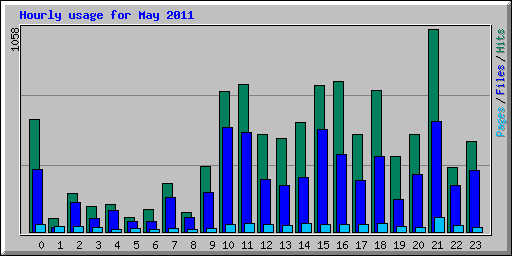 Hourly usage for May 2011
1058
Pages/Files/Hits
0 1 2 3 4 5 6 7 8 9 10 11 12 13 14 15 16 17 18 19 20 21 22 23